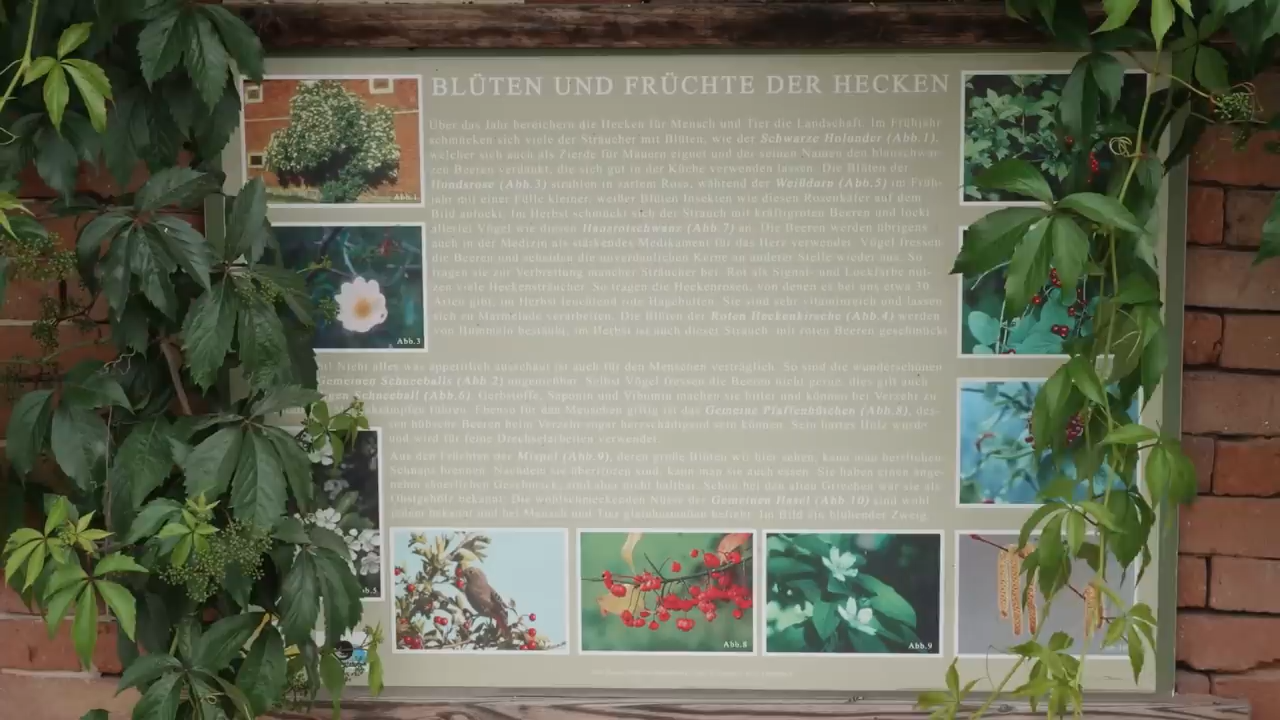 BLÜTEN UND FRÜCHTE DER HECKEN
Über das Jahr bereichern die Hecken für Mensch und Tier die Landschaft. Im Frühjahr
schmücken sich viele der Sträucher mit Blüten, wie der Schwarze Holunder (Abb.1),
welcher sich auch als Zierde für Mauern eignet und der seinen Namen den blauschwar-
zen Beeren verdankt, die sich gut in der Küche verwenden lassen. Die Blüten der
Hundsrose (Abb.3) strahlen in zartem Rosa, während der Weißdorn (Abb.5) im Früh-
jahr mit einer Fülle kleiner, weißer Blüten Insekten wie diesen Rosenkäfer auf dem
Bild anlockt. Im Herbst schmückt sich der Strauch mit kräftigroten Beeren und lockt
allerlei Vögel wie diesen Hausrotschwanz (Abb.7) an. Die Beeren werden übrigens
auch in der Medizin als stärkendes Medikament für das Herz verwendet. Vögel fressen
die Beeren und scheiden die unverdaulichen Kerne an anderer Stelle wieder aus. So
tragen sie zur Verbreitung mancher Sträucher bei. Rot als Signal- und Lockfarbe nut-
zen viele Heckensträucher. So tragen die Heckenrosen, von denen es bei uns etwa 30
Arten gibt, im Herbst leuchtend rote Hagebutten. Sie sind sehr vitaminreich und lassen
sich zu Marmelade verarbeiten. Die Blüten der Roten Heckenkirsche (Abb.4) werden
von Hummeln bestäubt, im Herbst ist auch dieser Strauch mit roten Beeren geschmückt
Nicht alles was appetitlich ausschaut ist auch für den Menschen verträglich. So sind die wunderschönen
Gemeinen Schneeballs (Abb.2) ungenießbar. Selbst Vögel fressen die Beeren nicht gerne, dies gilt auch
Schneeball (Abb.6). Gerbstoffe, Saponin und Viburnin machen sie bitter und können bei Verzehr zu
führen. Ebenso für den Menschen giftig ist das Gemeine Pfaffenhütchen (Abb.8), des-
sen hübsche Beeren beim Verzehr sogar herzschädigend sein können. Sein hartes Holz wurde
und wird für feine Drechselarbeiten verwendet.
Aus den Früchten der Mispel (Abb.9), deren große Blüten wir hier sehen, kann man herrlichen
Schnaps brennen. Nachdem sie überfroren sind, kann man sie auch essen. Sie haben einen ange-
nehm säuerlichen Geschmack, sind aber nicht haltbar. Schon bei den alten Griechen war sie als
Obstgehölz bekannt. Die wohlschmeckenden Nüsse der Gemeinen Hasel (Abb.10) sind wohl
jedem bekannt und bei Mensch und Tier gleichermaßen beliebt. Im Bild ein blühender Zweig.
Abb.1
Abb.3
b.5
Abb.8
Abb.9